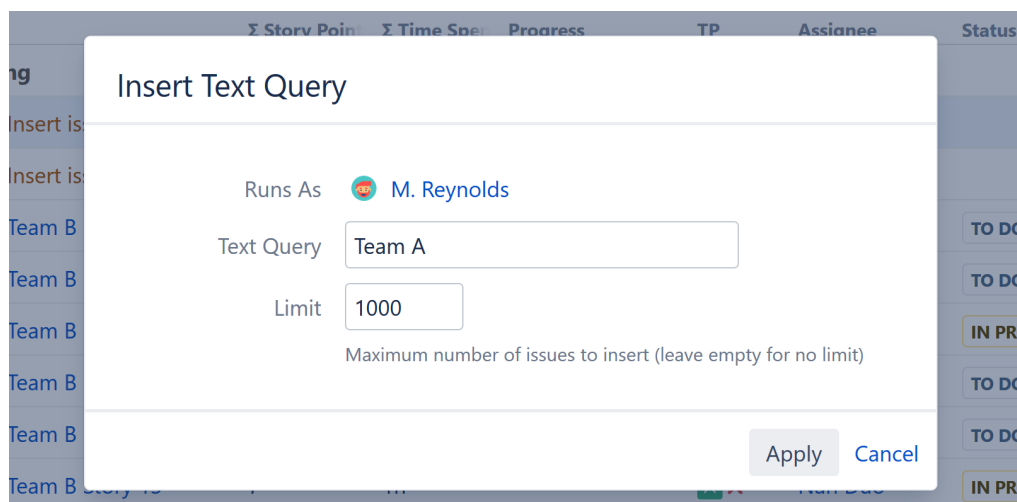 Σ Story Point Σ Time Spe Progress TP Assignee Status
Insert Text Query
ng
Insert is
Insert is
Runs As M. Reynolds
Team B TO DO
Text Query Team A
Team B TO DO
Limit 1000
Team B IN PR
Maximum number of issues to insert (leave empty for no limit)
Team B TO DO
Team B TO DO
Apply Cancel
Team B Story IN PR